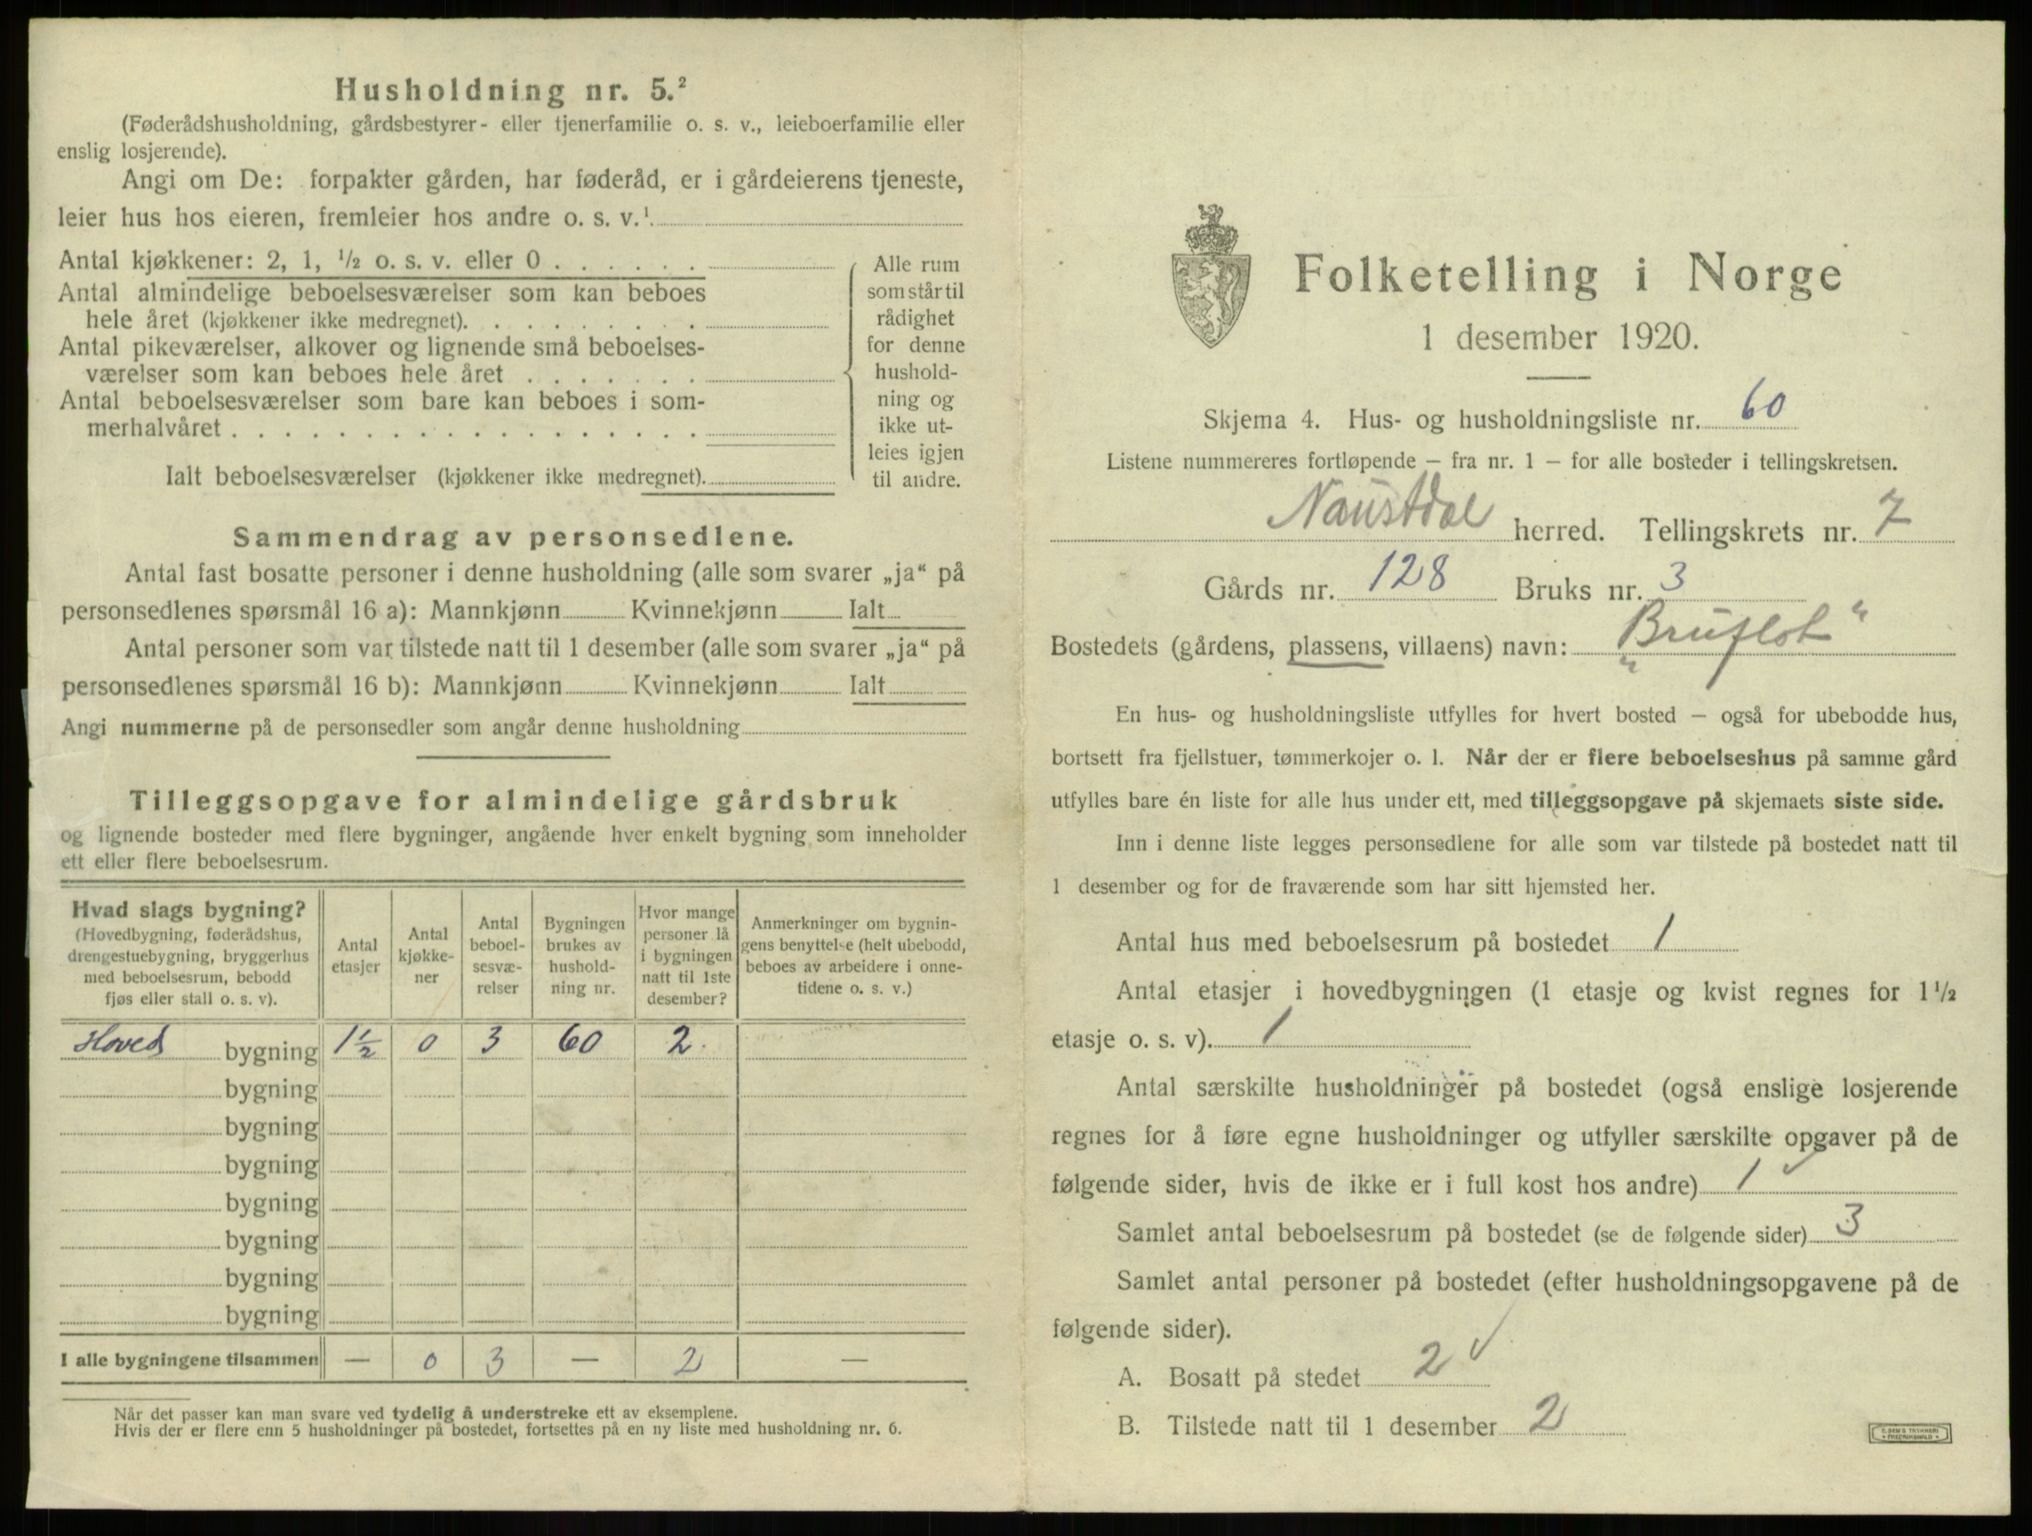 Husholdning nr. 5.²
(Føderådshusholdning, gårdsbestyrer- eller tjenerfamilie o. s. v., leieboerfamilie eller
enslig losjerende).
Angi om De: forpakter gården, har føderåd, er i gårdeierens tjeneste,
leier hus hos eieren, fremleier hos andre o. s. v.¹
Antal kjøkkener: 2, 1, ½ o. s. v. eller 0
Antal almindelige beboelsesværelser som kan beboes
hele året (kjøkkener ikke medregnet).
Antal pikeværelser, alkover og lignende små beboelses-
værelser som kan beboes hele året
Antal beboelsesværelser som bare kan beboes i som-
merhalvåret
Ialt beboelsesværelser (kjøkkener ikke medregnet).
Alle rum
som står til
rådighet
for denne
hushold-
ning og
ikke ut-
leies igjen
til andre.
Sammendrag av personsedlene.
Antal fast bosatte personer i denne husholdning (alle som svarer „ja“ på
personsedlenes spørsmål 16 a): Mannkjønn Kvinnekjønn Ialt
Antal personer som var tilstede natt til 1 desember (alle som svarer „ja“ på
personsedlenes spørsmål 16 b): Mannkjønn Kvinnekjønn Ialt
Angi nummerne på de personsedler som angår denne husholdning
Tilleggsopgave for almindelige gårdsbruk
og lignende bosteder med flere bygninger, angående hver enkelt bygning som inneholder
ett eller flere beboelsesrum.
Hvad slags bygning?
(Hovedbygning, føderådshus,
drengestuebygning, bryggerhus
med beboelsesrum, bebodd
fjøs eller stall o. s. v).
Antal
etasjer
Antal
kjøkke-
ner
Antal
beboel-
sesvæ-
relser
Bygningen
brukes av
hushold-
ning nr.
Hvor mange
personer lå
i bygningen
natt til 1ste
desember?
Anmerkninger om bygnin-
gens benyttelse (helt ubebodd,
beboes av arbeidere i onne-
tidene o. s. v.)
Hoved bygning 1½ 0 3 60 2
bygning
bygning
bygning
bygning
bygning
bygning
bygning
I alle bygningene tilsammen — 0 3 — 2 —
Når det passer kan man svare ved tydelig å understreke ett av eksemplene.
Hvis der er flere enn 5 husholdninger på bostedet, fortsettes på en ny liste med husholdning nr. 6.
Folketelling i Norge
1 desember 1920.
Skjema 4. Hus- og husholdningsliste nr. 60
Listene nummereres fortløpende — fra nr. 1 — for alle bosteder i tellingskretsen.
Naustdal herred. Tellingskrets nr. 7
Gårds nr. 128 Bruks nr. 3
Bostedets (gårdens, plassens, villaens) navn: „Bruflot“
En hus- og husholdningsliste utfylles for hvert bosted — også for ubebodde hus,
bortsett fra fjellstuer, tømmerkojer o. l. Når der er flere beboelseshus på samme gård
utfylles bare én liste for alle hus under ett, med tilleggsopgave på skjemaets siste side.
Inn i denne liste legges personsedlene for alle som var tilstede på bostedet natt til
1 desember og for de fraværende som har sitt hjemsted her.
Antal hus med beboelsesrum på bostedet 1
Antal etasjer i hovedbygningen (1 etasje og kvist regnes for 1½
etasje o. s. v). 1
Antal særskilte husholdninger på bostedet (også enslige losjerende
regnes for å føre egne husholdninger og utfyller særskilte opgaver på de
følgende sider, hvis de ikke er i full kost hos andre) 1 ✓
Samlet antal beboelsesrum på bostedet (se de følgende sider) 3
Samlet antal personer på bostedet (efter husholdningsopgavene på de
følgende sider).
A. Bosatt på stedet 2 ✓
B. Tilstede natt til 1 desember 2